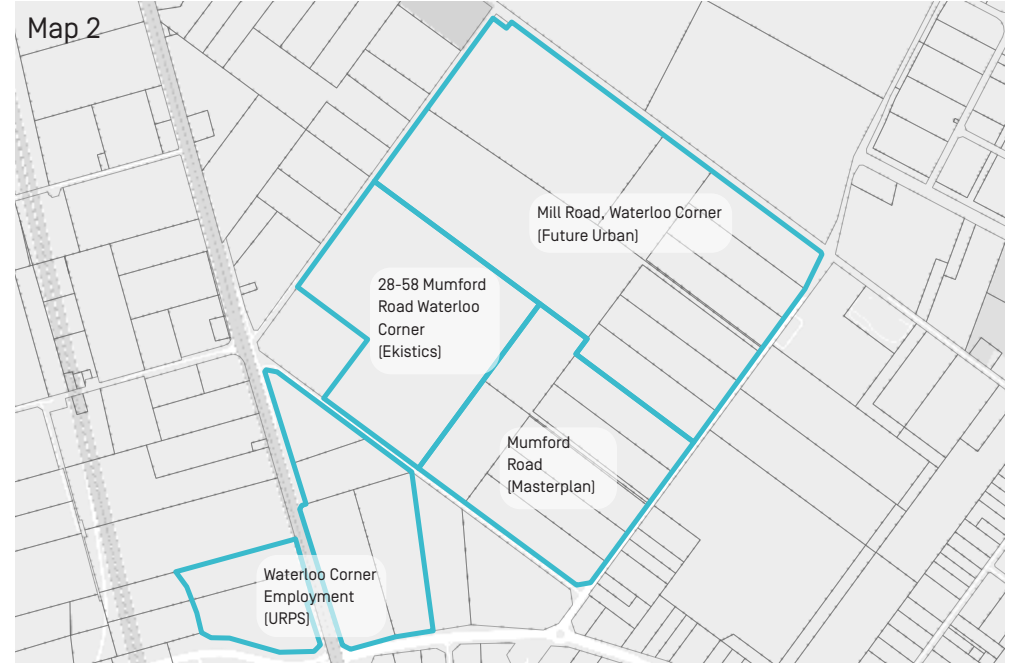 Map 2
Mill Road, Waterloo Corner
(Future Urban)
28-58 Mumford
Road Waterloo
Corner
(Ekistics)
Mumford
Road
(Masterplan)
Waterloo Corner
Employment
(URPS)